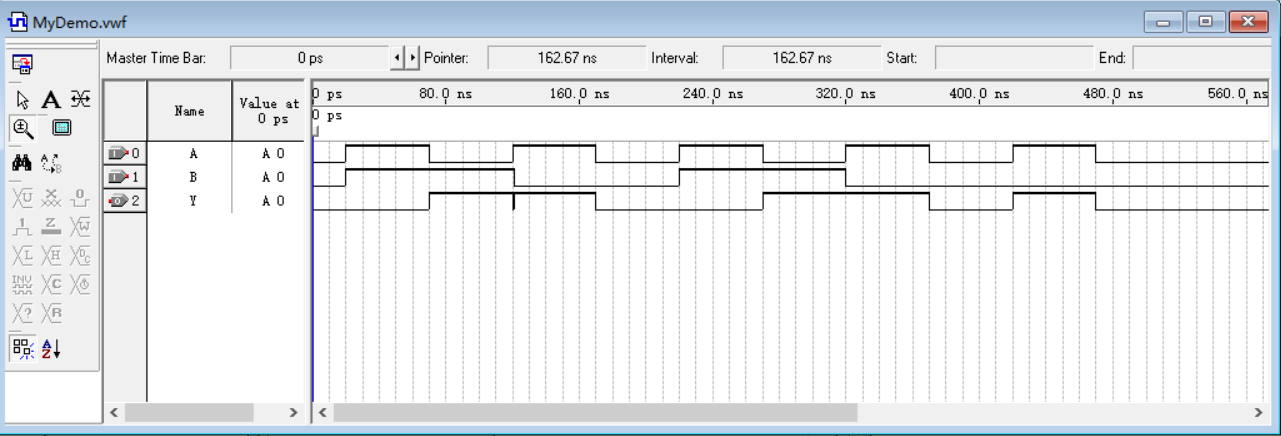 MyDemo.vwf
Master Time Bar: 0 ps Pointer: 162.67 ns Interval: 162.67 ns Start: End:
Name Value at 0 ps
0 ps 80.0 ns 160.0 ns 240.0 ns 320.0 ns 400.0 ns 480.0 ns 560.0 ns
0 ps
0 A A 0
1 B A 0
2 Y A 0